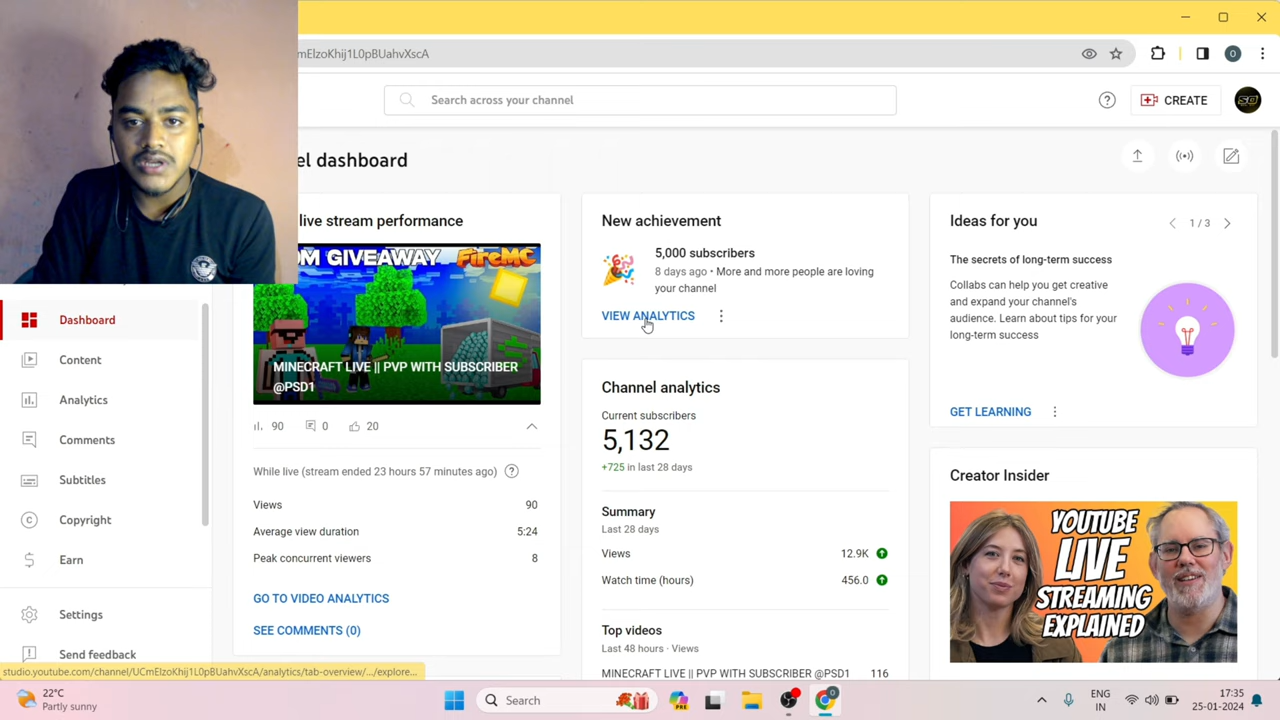 mElzoKhij1L0pBUahvXscA
O
Search across your channel
CREATE
SO
el dashboard
live stream performance
OM GIVEAWAY FireMC
MINECRAFT LIVE || PVP WITH SUBSCRIBER
@PSD1
90 0 20
While live (stream ended 23 hours 57 minutes ago)
Views 90
Average view duration 5:24
Peak concurrent viewers 8
GO TO VIDEO ANALYTICS
SEE COMMENTS (0)
New achievement
5,000 subscribers
8 days ago • More and more people are loving
your channel
VIEW ANALYTICS
Channel analytics
Current subscribers
5,132
+725 in last 28 days
Summary
Last 28 days
Views 12.9K
Watch time (hours) 456.0
Top videos
Last 48 hours · Views
MINECRAFT LIVE || PVP WITH SUBSCRIBER @PSD1 116
Ideas for you
1 / 3
The secrets of long-term success
Collabs can help you get creative
and expand your channel's
audience. Learn about tips for your
long-term success
GET LEARNING
Creator Insider
YOUTUBE
LIVE
STREAMING
EXPLAINED
Dashboard
Content
Analytics
Comments
Subtitles
Copyright
Earn
Settings
Send feedback
studio.youtube.com/channel/UCmElzoKhij1L0pBUahvXscA/analytics/tab-overview/.../explore...
22°C
Partly sunny
Search
PRE
O
ENG
IN
17:35
25-01-2024